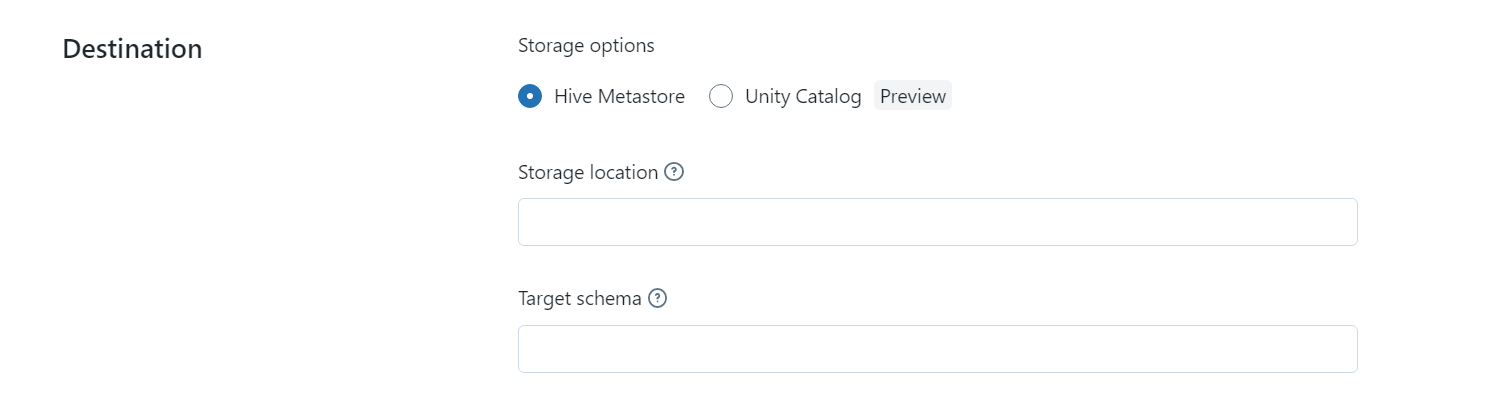 Destination
Storage options
Hive Metastore Unity Catalog Preview
Storage location ?
Target schema ?